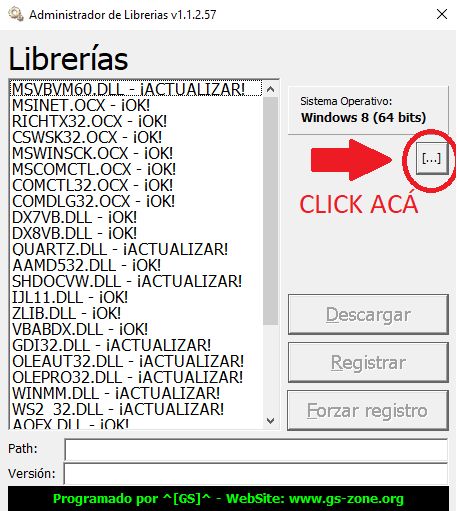 Administrador de Librerias v1.1.2.57
Librerías
MSVBVM60.DLL - ¡ACTUALIZAR!
MSINET.OCX - ¡OK!
RICHTX32.OCX - ¡OK!
CSWSK32.OCX - ¡OK!
MSWINSCK.OCX - ¡OK!
MSCOMCTL.OCX - ¡OK!
COMCTL32.OCX - ¡OK!
COMDLG32.OCX - ¡OK!
DX7VB.DLL - ¡OK!
DX8VB.DLL - ¡OK!
QUARTZ.DLL - ¡ACTUALIZAR!
AAMD532.DLL - ¡OK!
SHDOCVW.DLL - ¡ACTUALIZAR!
IJL11.DLL - ¡OK!
ZLIB.DLL - ¡OK!
VBABDX.DLL - ¡OK!
GDI32.DLL - ¡ACTUALIZAR!
OLEAUT32.DLL - ¡ACTUALIZAR!
OLEPRO32.DLL - ¡ACTUALIZAR!
WINMM.DLL - ¡ACTUALIZAR!
WS2_32.DLL - ¡ACTUALIZAR!
Sistema Operativo:
Windows 8 (64 bits)
[...]
CLICK ACÁ
Descargar
Registrar
Forzar registro
Path:
Versión:
Programado por ^[GS]^ - WebSite: www.gs-zone.org